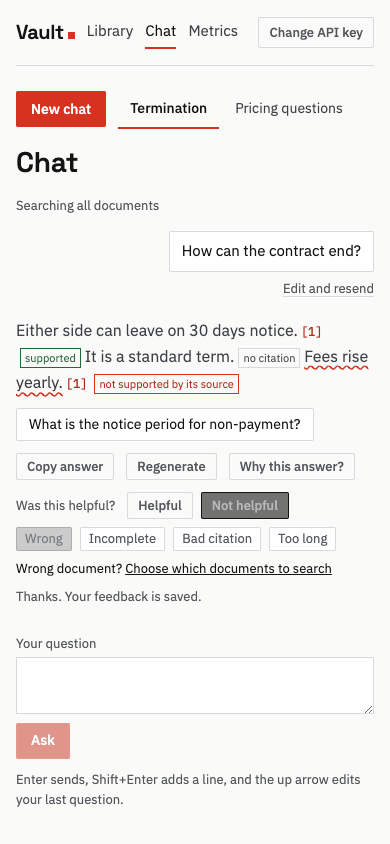 Vault Library Chat Metrics Change API key
New chat Termination Pricing questions
Chat
Searching all documents
How can the contract end?
Edit and resend
Either side can leave on 30 days notice. [1]
supported It is a standard term. no citation Fees rise
yearly. [1] not supported by its source
What is the notice period for non-payment?
Copy answer Regenerate Why this answer?
Was this helpful? Helpful Not helpful
Wrong Incomplete Bad citation Too long
Wrong document? Choose which documents to search
Thanks. Your feedback is saved.
Your question
Ask
Enter sends, Shift+Enter adds a line, and the up arrow edits
your last question.